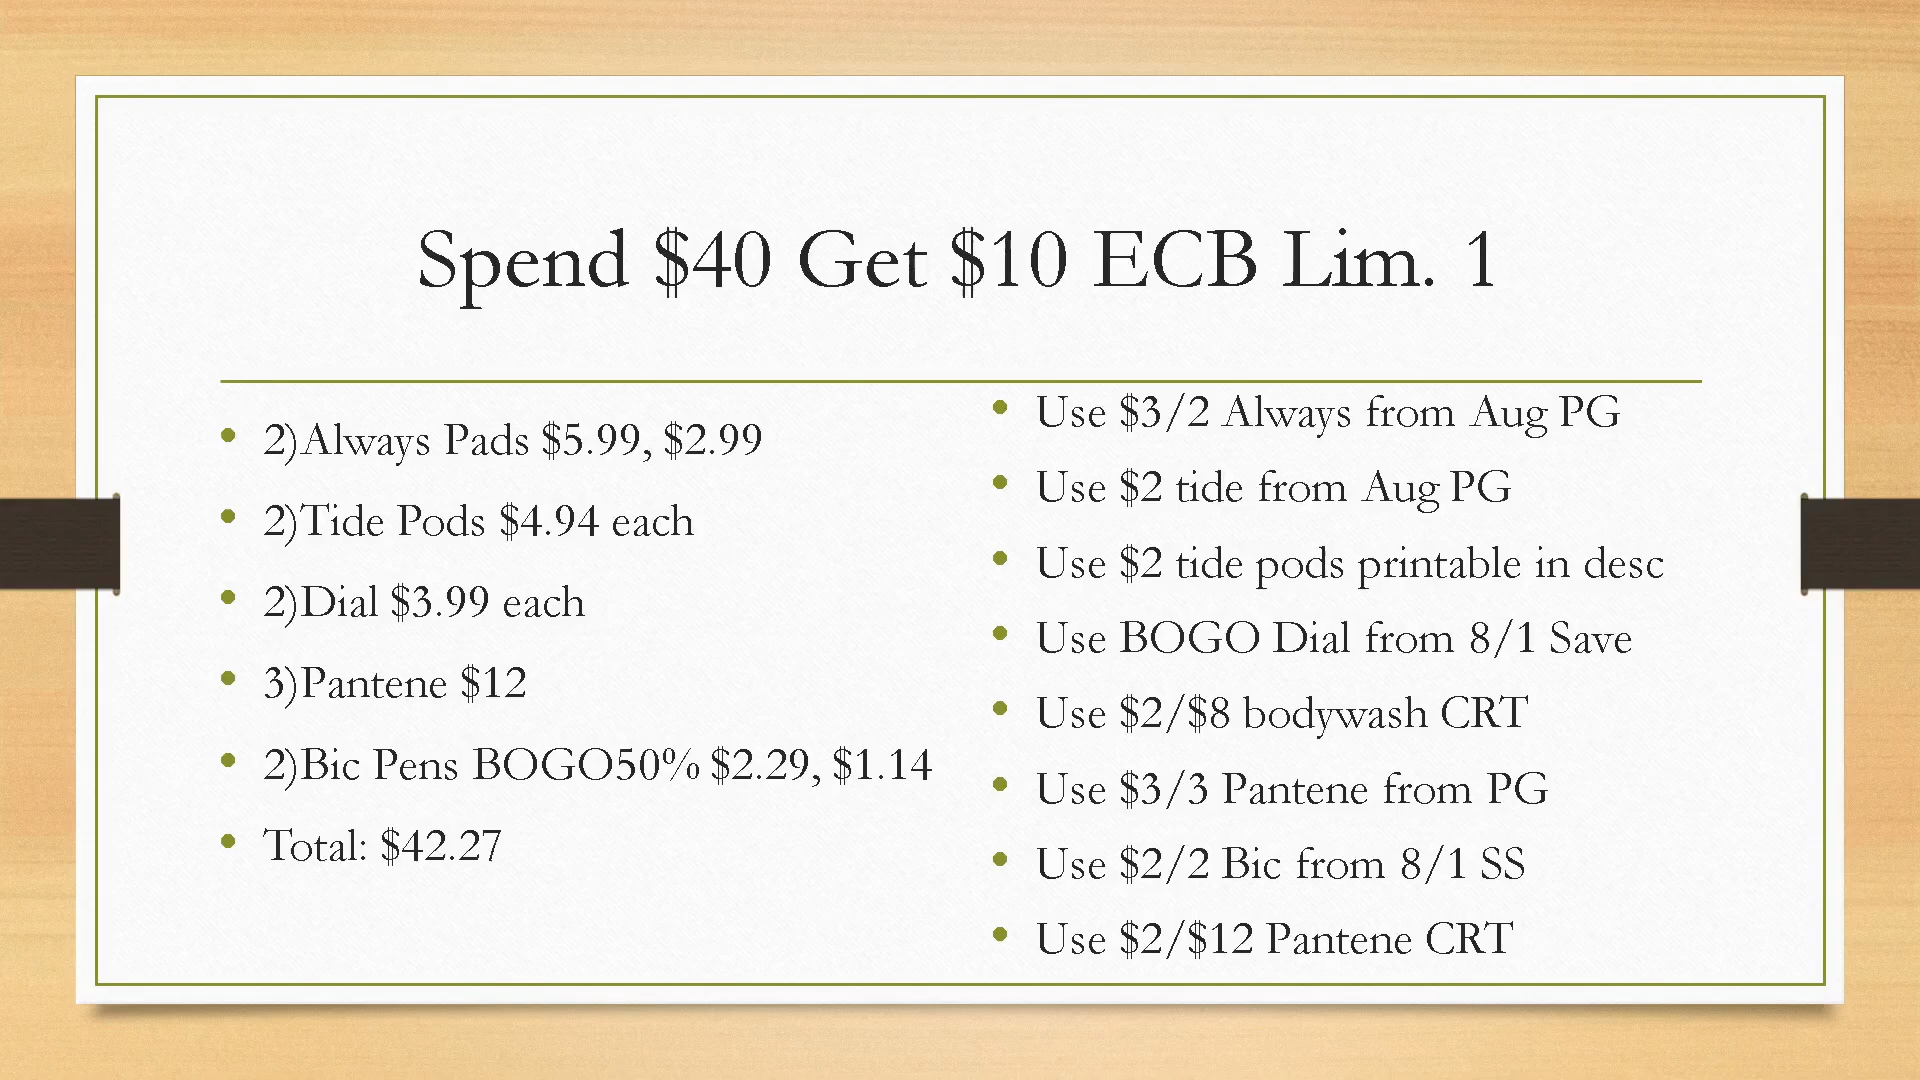 Spend $40 Get $10 ECB Lim. 1
2)Always Pads $5.99, $2.99
2)Tide Pods $4.94 each
2)Dial $3.99 each
3)Pantene $12
2)Bic Pens BOGO50% $2.29, $1.14
Total: $42.27
Use $3/2 Always from Aug PG
Use $2 tide from Aug PG
Use $2 tide pods printable in desc
Use BOGO Dial from 8/1 Save
Use $2/$8 bodywash CRT
Use $3/3 Pantene from PG
Use $2/2 Bic from 8/1 SS
Use $2/$12 Pantene CRT